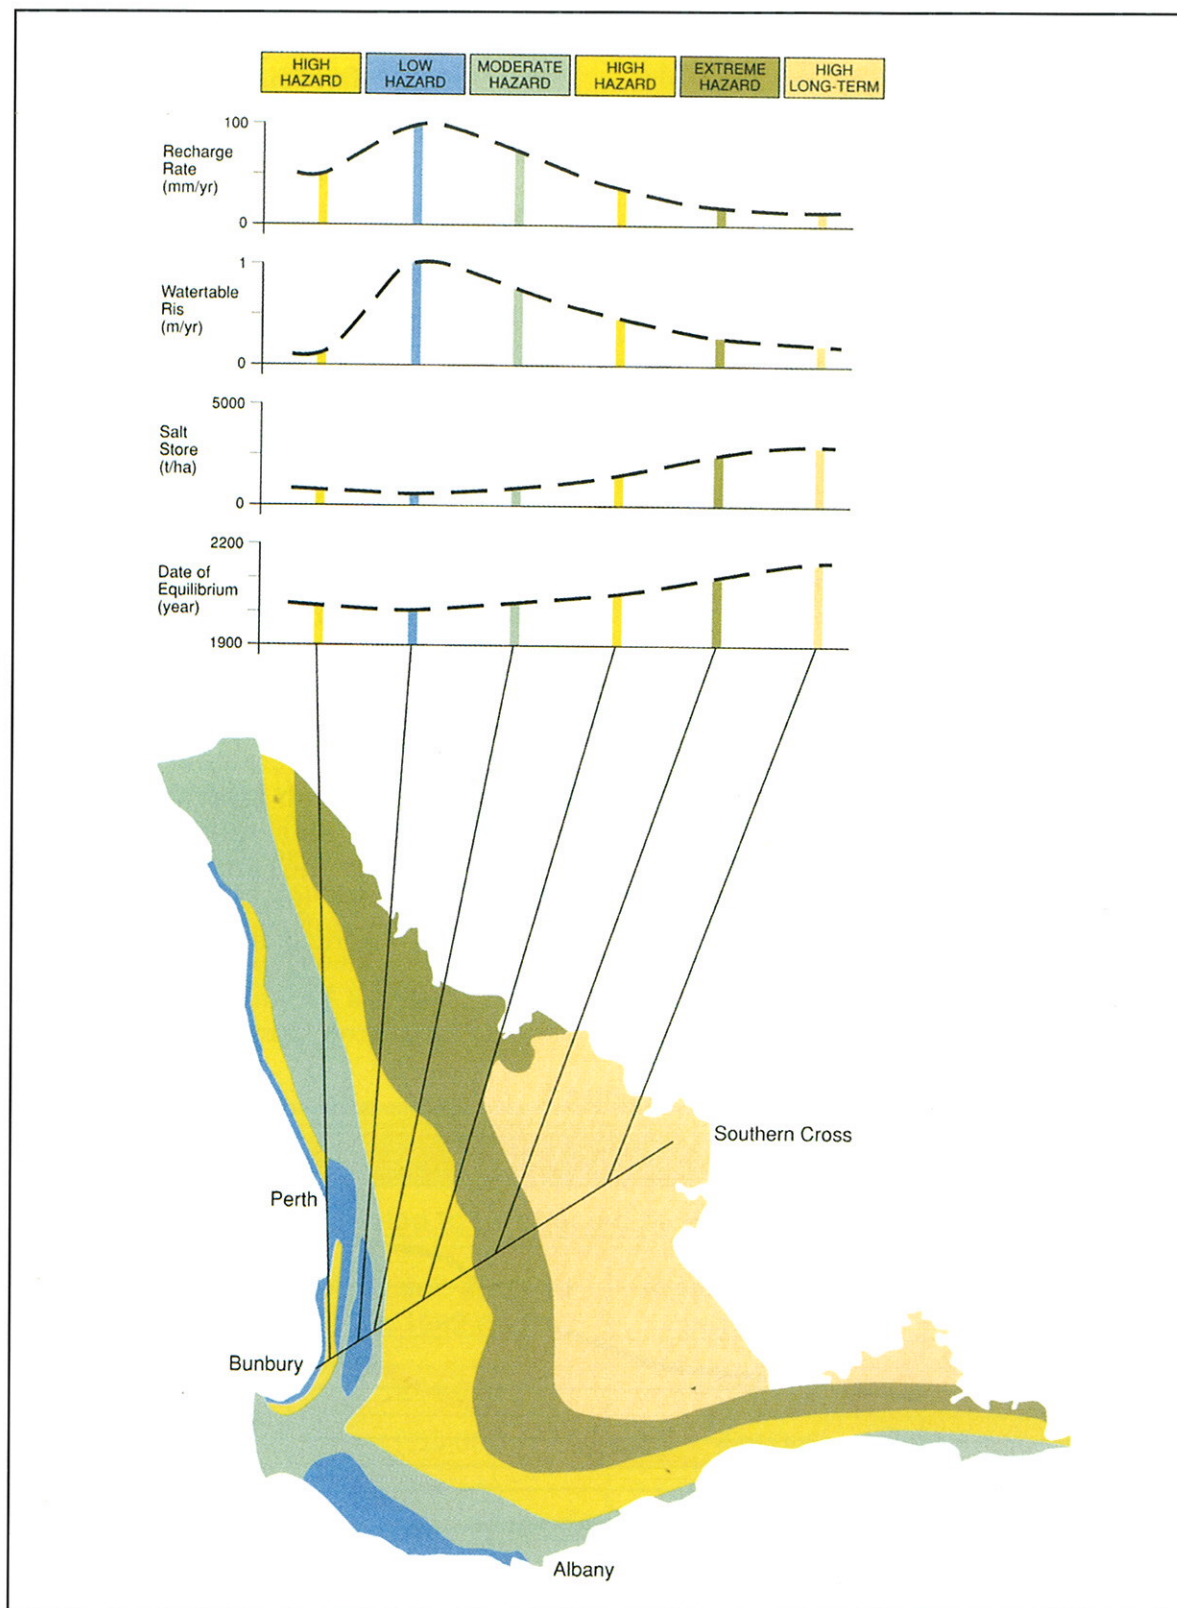 HIGH
HAZARD
LOW
HAZARD
MODERATE
HAZARD
HIGH
HAZARD
EXTREME
HAZARD
HIGH
LONG-TERM
Recharge
Rate
(mm/yr)
100
0
Watertable
Ris
(m/yr)
1
0
Salt
Store
(t/ha)
5000
0
Date of
Equilibrium
(year)
2200
1900
Southern Cross
Perth
Bunbury
Albany